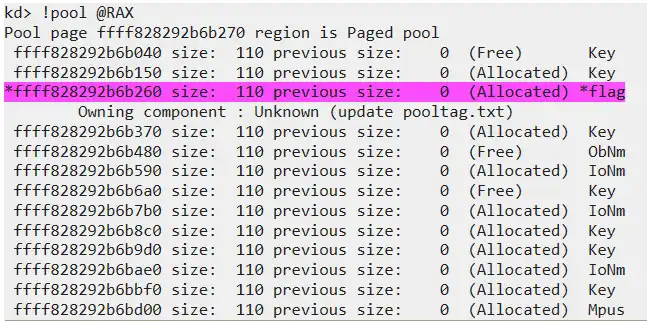 kd> !pool @RAX
Pool page ffff828292b6b270 region is Paged pool
ffff828292b6b040 size: 110 previous size: 0 (Free) Key
ffff828292b6b150 size: 110 previous size: 0 (Allocated) Key
*ffff828292b6b260 size: 110 previous size: 0 (Allocated) *flag
Owning component : Unknown (update pooltag.txt)
ffff828292b6b370 size: 110 previous size: 0 (Allocated) Key
ffff828292b6b480 size: 110 previous size: 0 (Free) ObNm
ffff828292b6b590 size: 110 previous size: 0 (Allocated) IoNm
ffff828292b6b6a0 size: 110 previous size: 0 (Free) Key
ffff828292b6b7b0 size: 110 previous size: 0 (Allocated) IoNm
ffff828292b6b8c0 size: 110 previous size: 0 (Allocated) Key
ffff828292b6b9d0 size: 110 previous size: 0 (Allocated) Key
ffff828292b6bae0 size: 110 previous size: 0 (Allocated) IoNm
ffff828292b6bbf0 size: 110 previous size: 0 (Allocated) Key
ffff828292b6bd00 size: 110 previous size: 0 (Allocated) Mpus